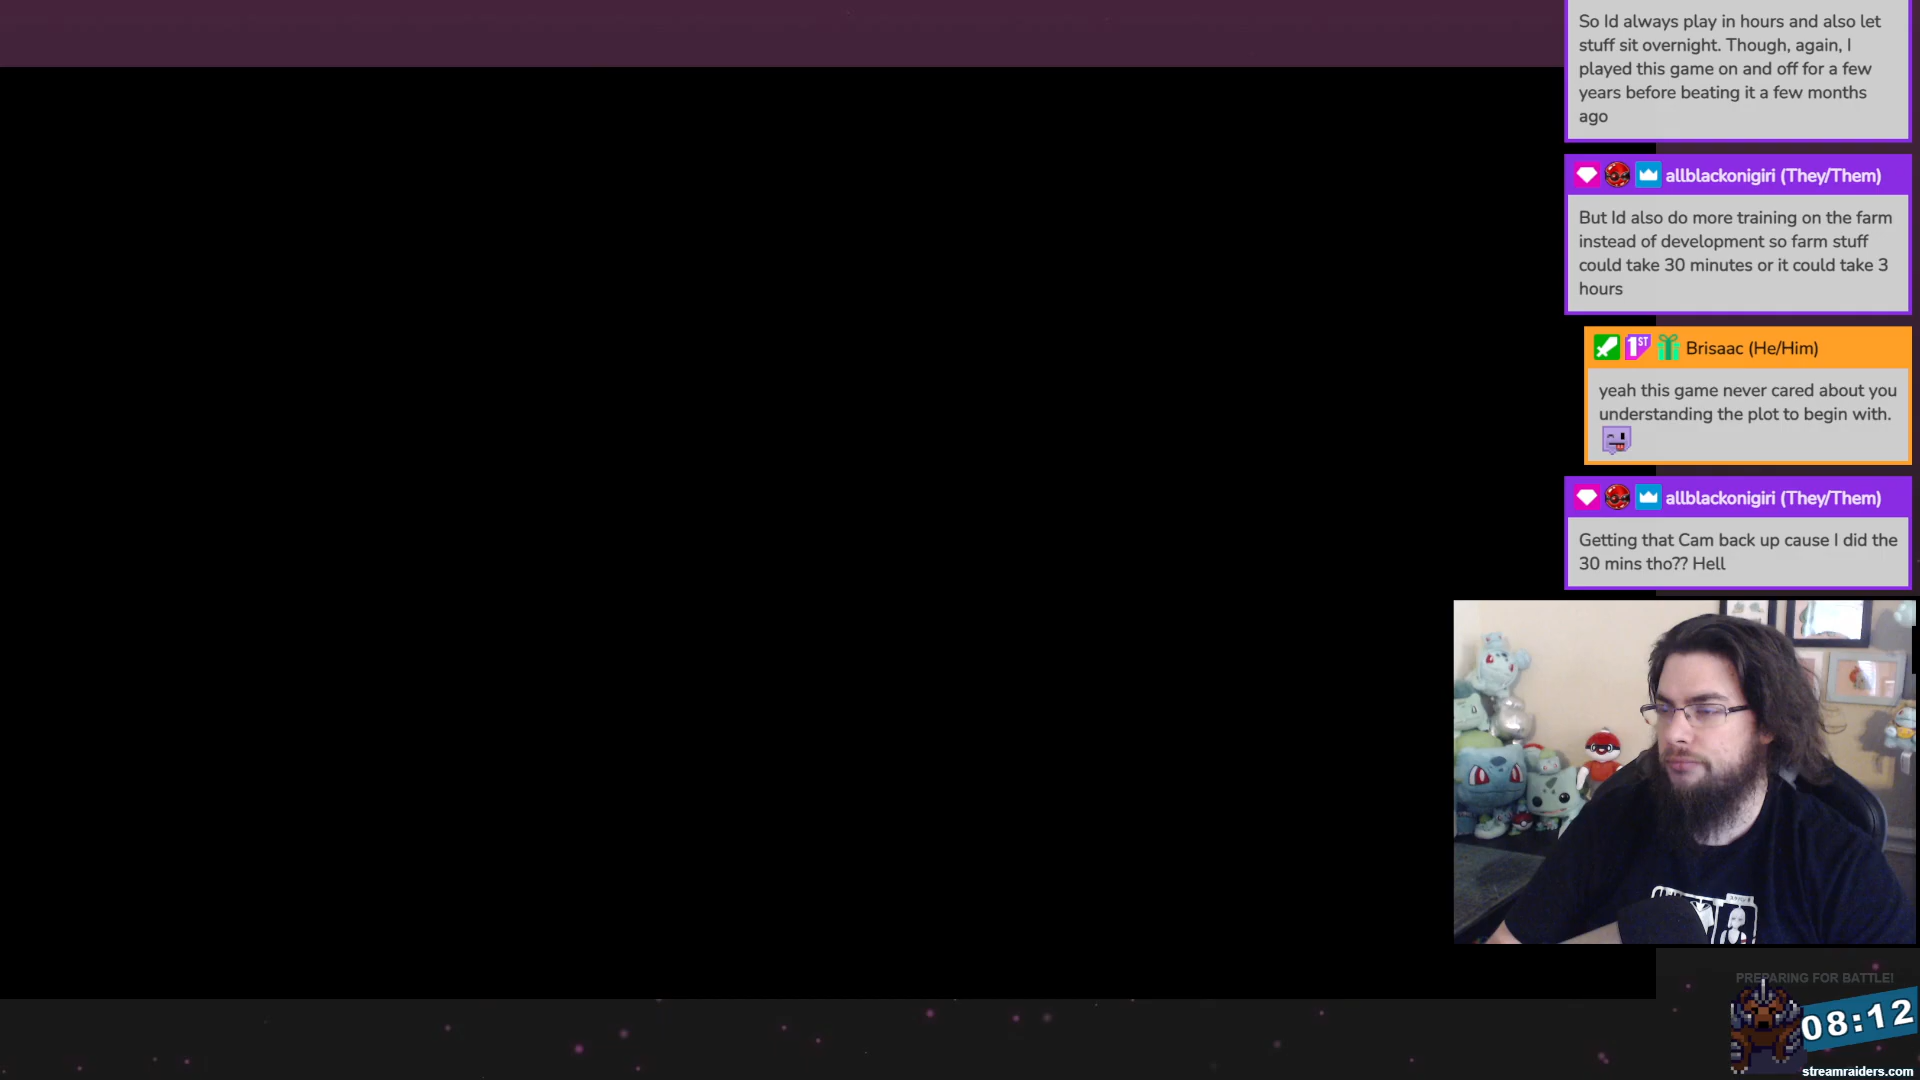 So Id always play in hours and also let
stuff sit overnight. Though, again, I
played this game on and off for a few
years before beating it a few months
ago
allblackonigiri (They/Them)
But Id also do more training on the farm
instead of development so farm stuff
could take 30 minutes or it could take 3
hours
1ST Brisaac (He/Him)
yeah this game never cared about you
understanding the plot to begin with.
allblackonigiri (They/Them)
Getting that Cam back up cause I did the
30 mins tho?? Hell
PREPARING FOR BATTLE!
08:12
streamraiders.com